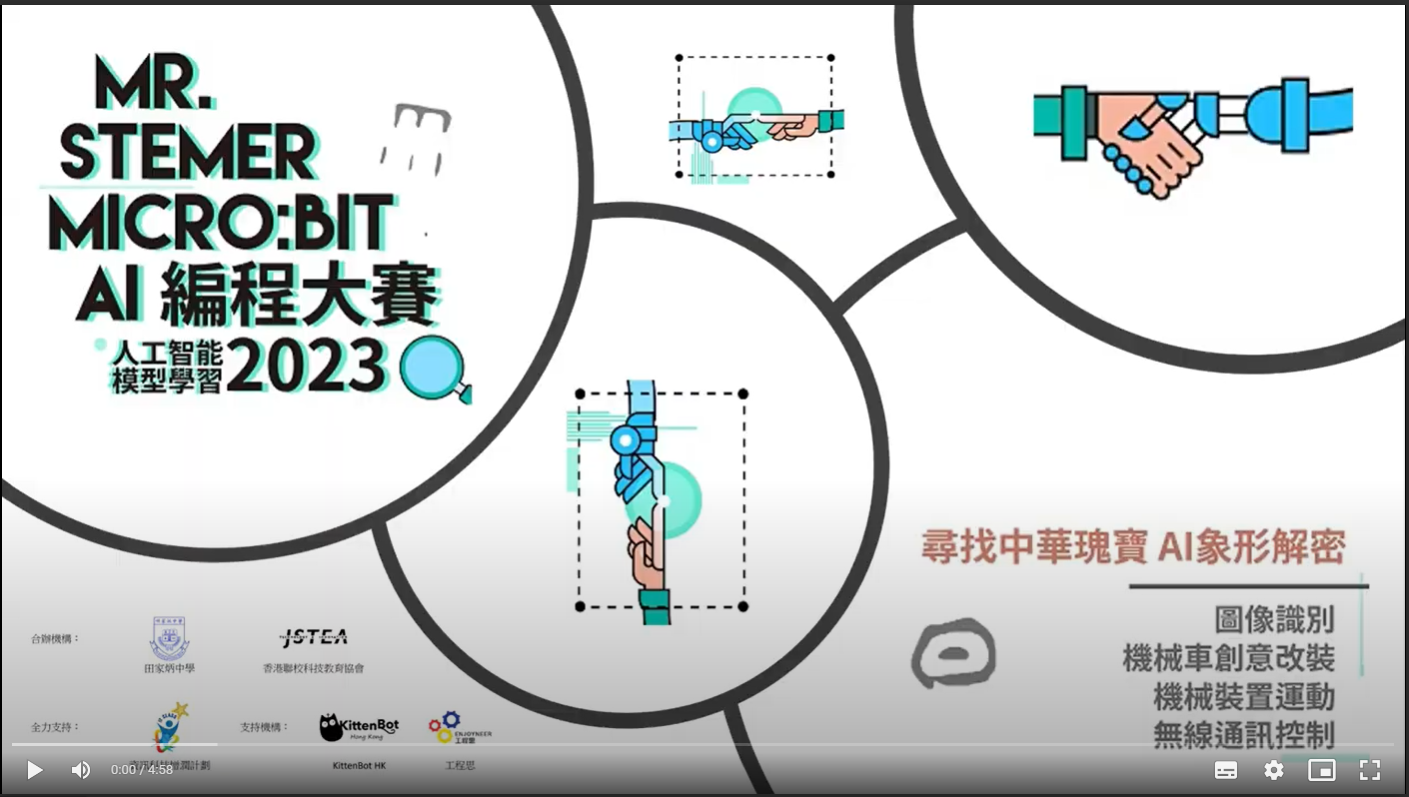 MR.
STEMER
MICRO:BIT
AI 編程大賽
人工智能
模型學習 2023
尋找中華瑰寶 AI象形解密
圖像識別
機械車創意改裝
機械裝置運動
無線通訊控制
合辦機構：
田家炳中學
JSTEA
香港聯校科技教育協會
全力支持：
支持機構：
KittenBot
Hong Kong
ENJOYNEER
工程思
KittenBot HK
工程思
0:00 / 4:58